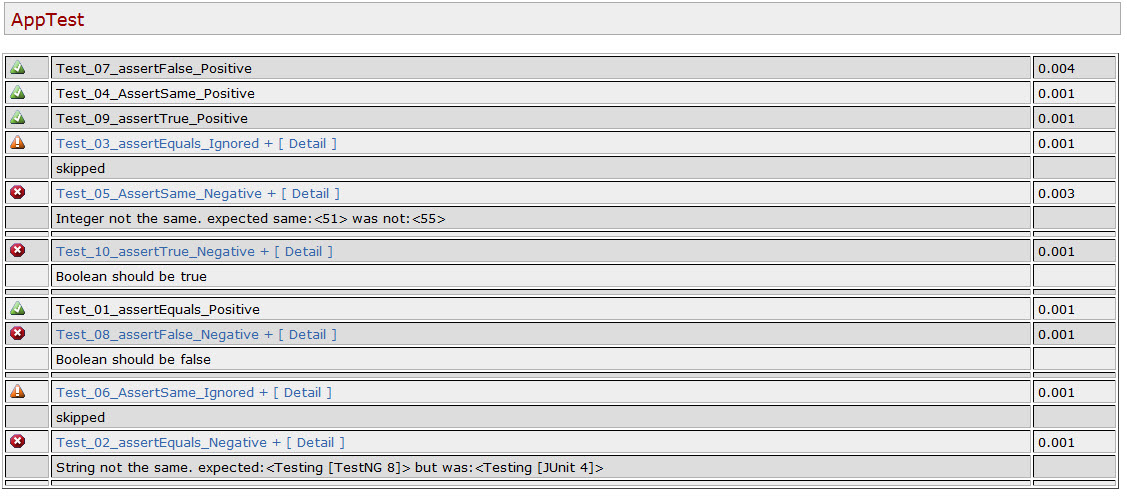 AppTest
Test_07_assertFalse_Positive 0.004
Test_04_AssertSame_Positive 0.001
Test_09_assertTrue_Positive 0.001
Test_03_assertEquals_Ignored + [ Detail ] 0.001
skipped
Test_05_AssertSame_Negative + [ Detail ] 0.003
Integer not the same. expected same:<51> was not:<55>
Test_10_assertTrue_Negative + [ Detail ] 0.001
Boolean should be true
Test_01_assertEquals_Positive 0.001
Test_08_assertFalse_Negative + [ Detail ] 0.001
Boolean should be false
Test_06_AssertSame_Ignored + [ Detail ] 0.001
skipped
Test_02_assertEquals_Negative + [ Detail ] 0.001
String not the same. expected:<Testing [TestNG 8]> but was:<Testing [JUnit 4]>